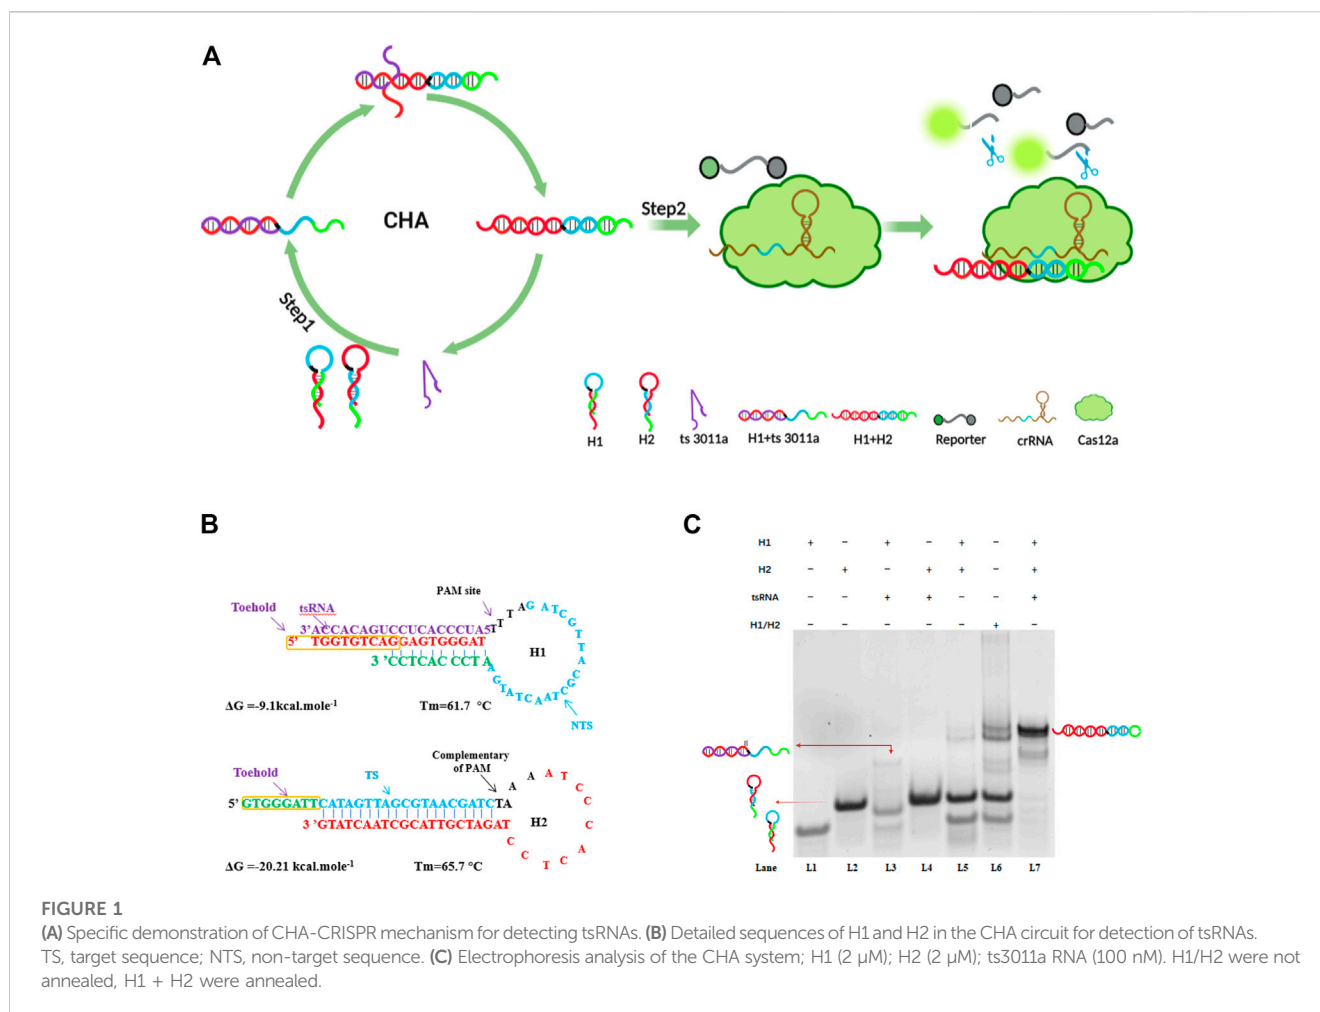 A
CHA
Step1
Step2
H1
H2
ts 3011a
H1+ts 3011a
H1+H2
Reporter
crRNA
Cas12a
B
PAM site
Toehold
tsRNA
3'ACCACAGUCCUCACCCUA5'
5' TGGTGTCAGGAGTGGGAT
3 'CCTCAC CCTA
TTTAGATCGTTACGCTAACTATGA
H1
NTS
ΔG =-9.1kcal.mole-1
Tm=61.7 °C
Complementary
of PAM
Toehold
TS
5' GTGGGATTCATAGTTAGCGTAACGATCTA
3 'GTATCAATCGCATTGCTAGAT
AAATCCCACTCC
H2
ΔG =-20.21 kcal.mole-1
Tm=65.7 °C
C
H1 + − + − + − +
H2 − + − + + − +
tsRNA − − + + − − +
H1/H2 − − − − − + −
Lane L1 L2 L3 L4 L5 L6 L7
FIGURE 1
(A) Specific demonstration of CHA-CRISPR mechanism for detecting tsRNAs. (B) Detailed sequences of H1 and H2 in the CHA circuit for detection of tsRNAs.
TS, target sequence; NTS, non-target sequence. (C) Electrophoresis analysis of the CHA system; H1 (2 μM); H2 (2 μM); ts3011a RNA (100 nM). H1/H2 were not
annealed, H1 + H2 were annealed.